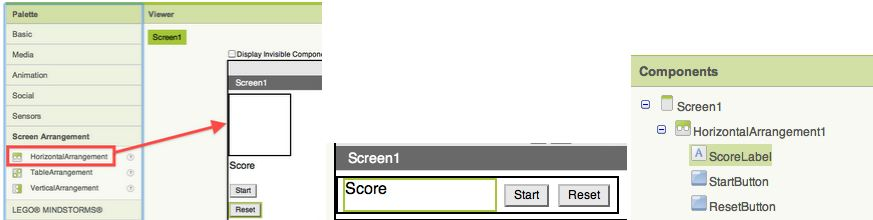 Palette
Basic
Media
Animation
Social
Sensors
Screen Arrangement
HorizontalArrangement
TableArrangement
VerticalArrangement
LEGO® MINDSTORMS®
Viewer
Screen1
Display Invisible Compone
Screen1
Score
Start
Reset
Screen1
Score Start Reset
Components
Screen1
HorizontalArrangement1
A ScoreLabel
StartButton
ResetButton